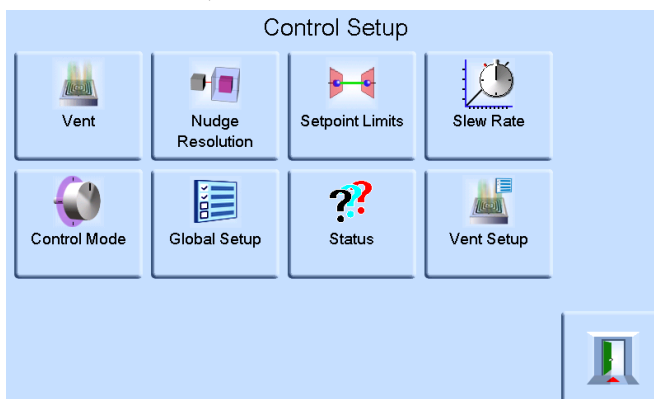 Control Setup
Vent
Nudge
Resolution
Setpoint Limits
Slew Rate
Control Mode
Global Setup
???
Status
Vent Setup